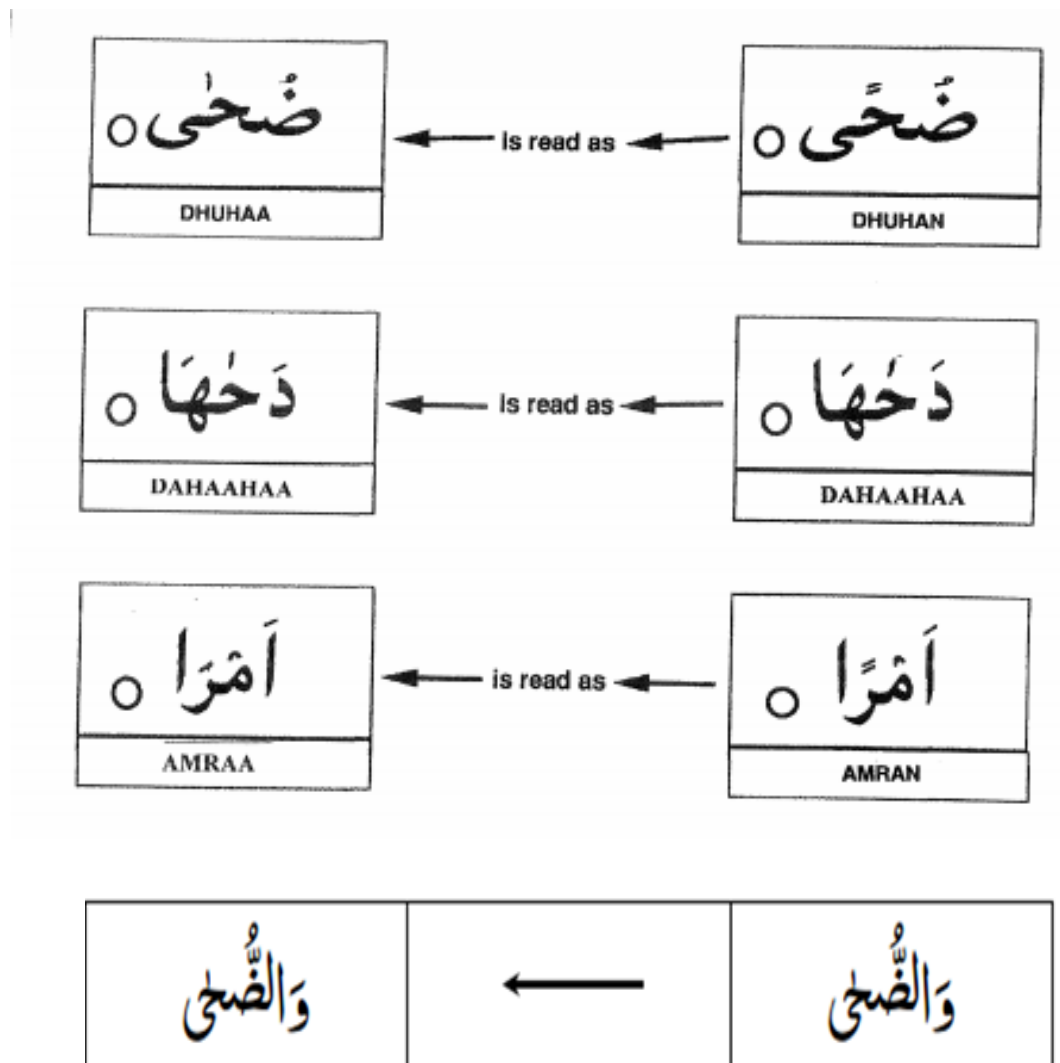 ضُحًى ○
is read as
ضُحٰى ○
DHUHAN
DHUHAA
دَحٰهَا ○
is read as
دَحٰهَا ○
DAHAAHAA
DAHAAHAA
اَمْرًا ○
is read as
اَمْرَا ○
AMRAN
AMRAA
وَالضُّحٰى
وَالضُّحٰى